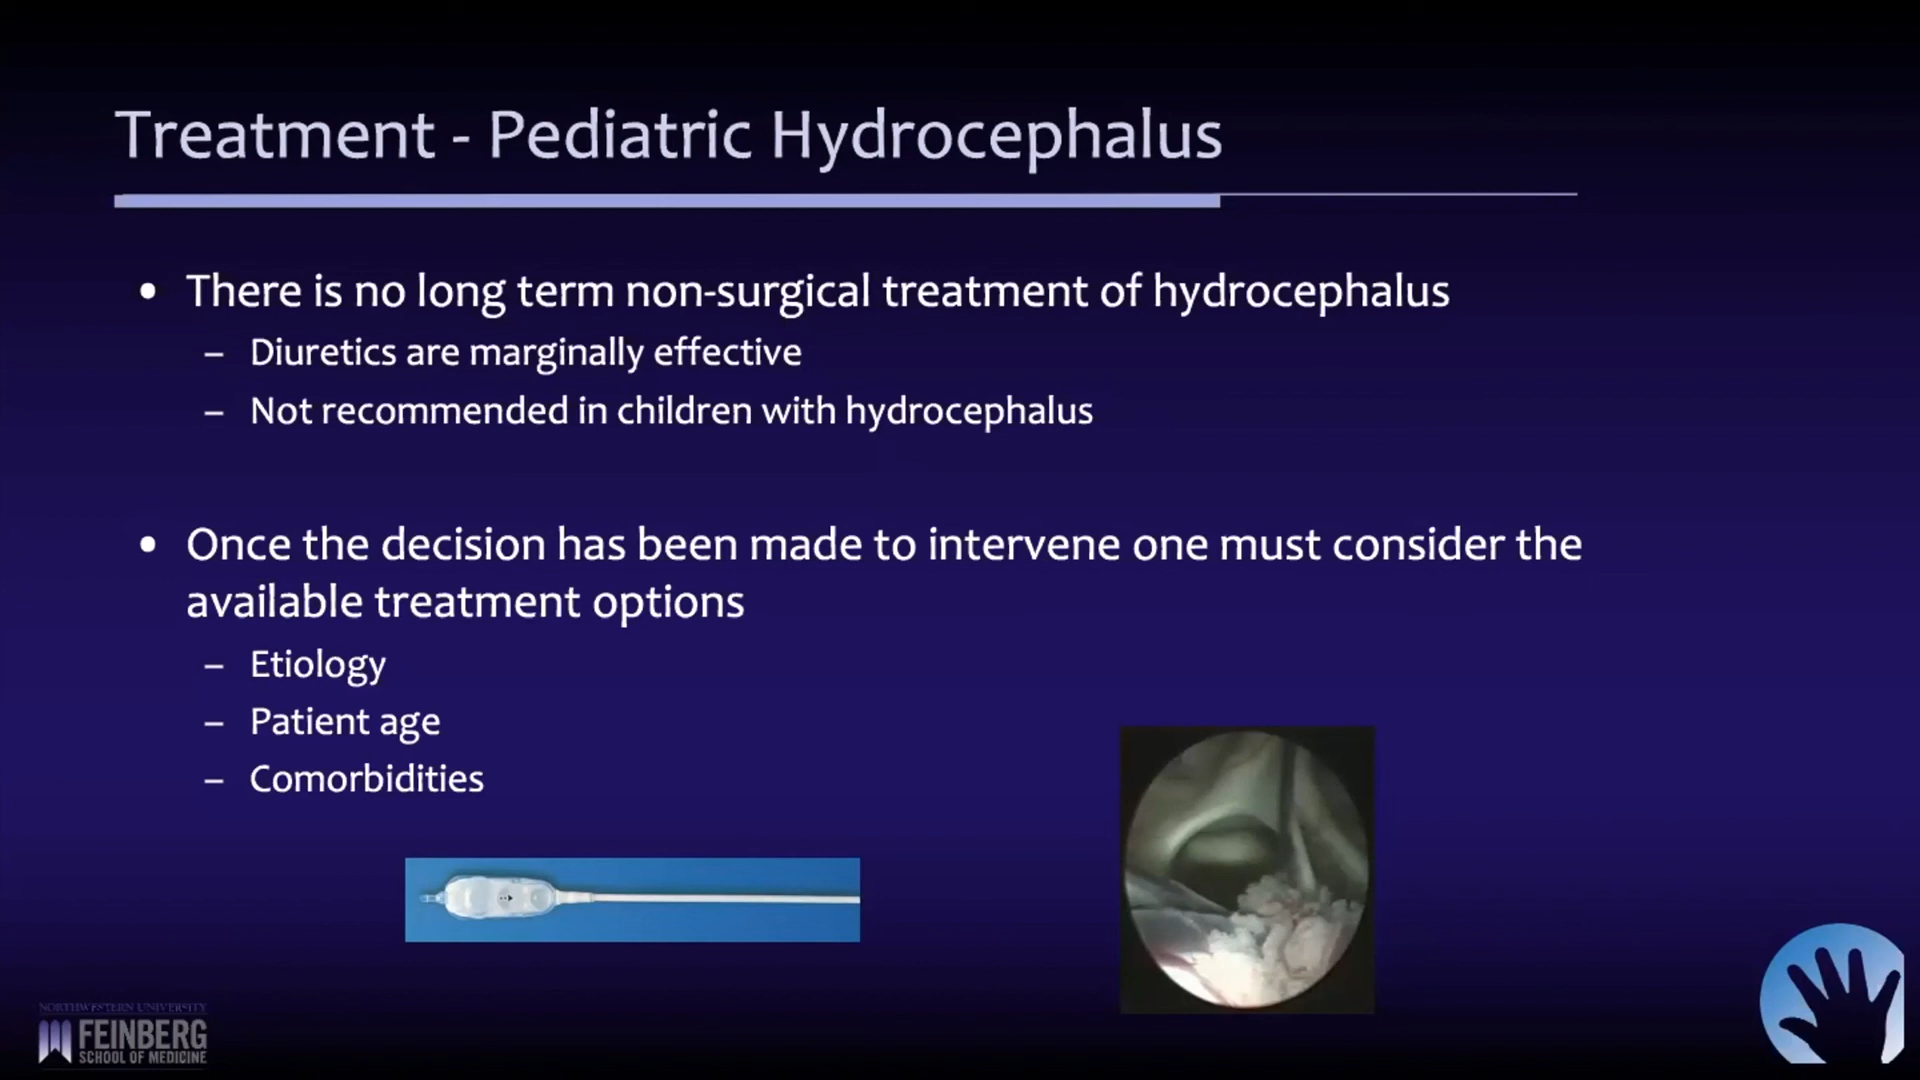 Treatment - Pediatric Hydrocephalus
• There is no long term non-surgical treatment of hydrocephalus
– Diuretics are marginally effective
– Not recommended in children with hydrocephalus
• Once the decision has been made to intervene one must consider the
available treatment options
– Etiology
– Patient age
– Comorbidities
NORTHWESTERN UNIVERSITY
FEINBERG
SCHOOL OF MEDICINE